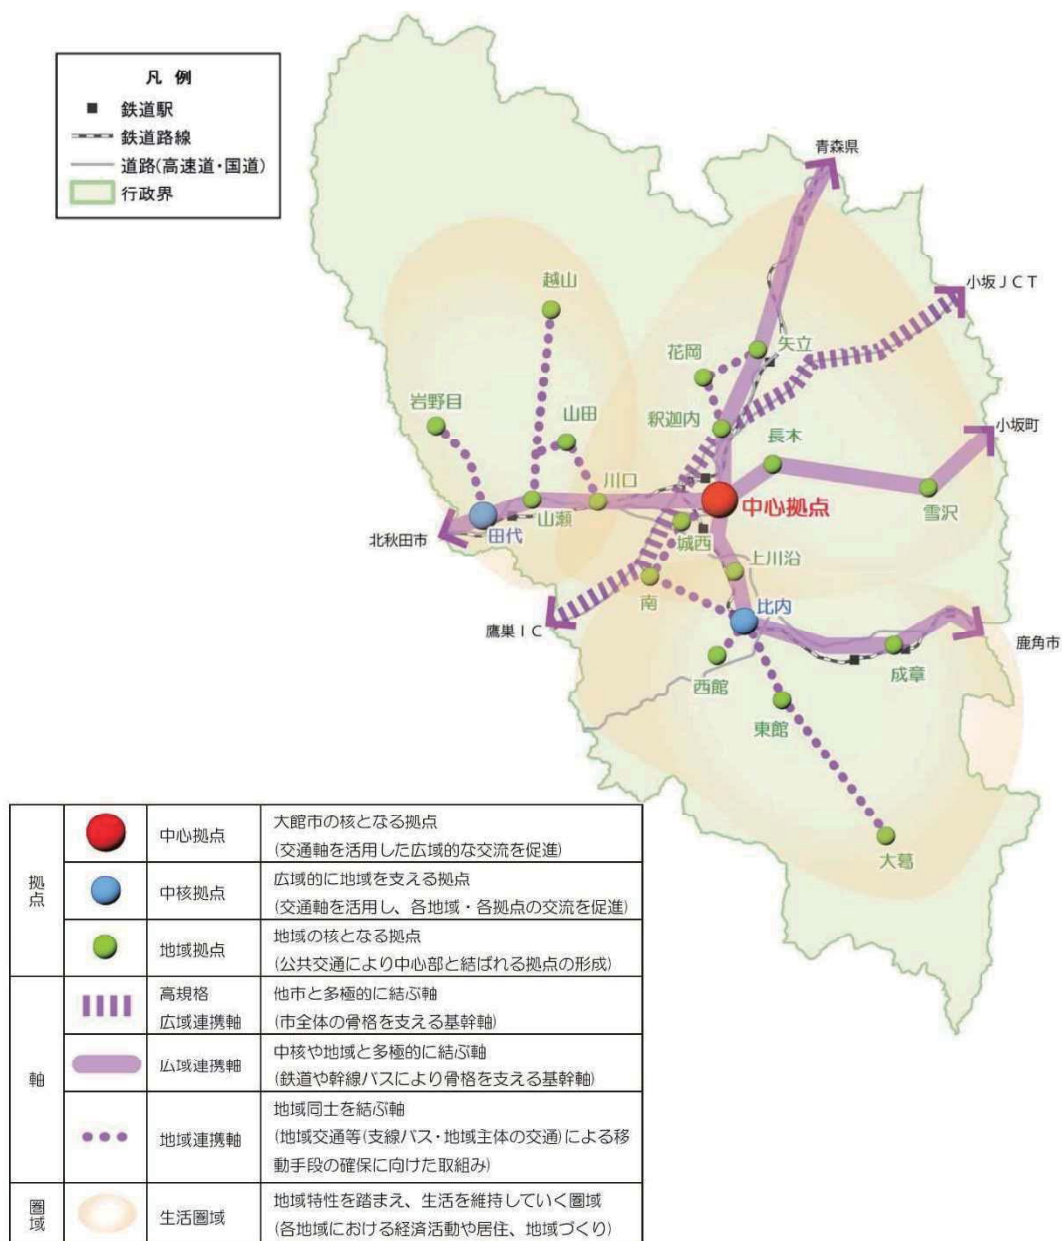 凡 例
鉄道駅
鉄道路線
道路(高速道・国道)
行政界
青森県
小坂JCT
越山
花岡
矢立
岩野目
山田
釈迦内
長木
小坂町
川口
中心拠点
雪沢
山瀬
田代
北秋田市
城西
上川沿
南
比内
鷹巣IC
鹿角市
成章
西館
東館
大葛
拠点
中心拠点
大館市の核となる拠点
(交通軸を活用した広域的な交流を促進)
中核拠点
広域的に地域を支える拠点
(交通軸を活用し、各地域・各拠点の交流を促進)
地域拠点
地域の核となる拠点
(公共交通により中心部と結ばれる拠点の形成)
軸
高規格
広域連携軸
他市と多極的に結ぶ軸
(市全体の骨格を支える基幹軸)
広域連携軸
中核や地域と多極的に結ぶ軸
(鉄道や幹線バスにより骨格を支える基幹軸)
地域連携軸
地域同士を結ぶ軸
(地域交通等(支線バス・地域主体の交通)による移
動手段の確保に向けた取組み)
圏域
生活圏域
地域特性を踏まえ、生活を維持していく圏域
(各地域における経済活動や居住、地域づくり)